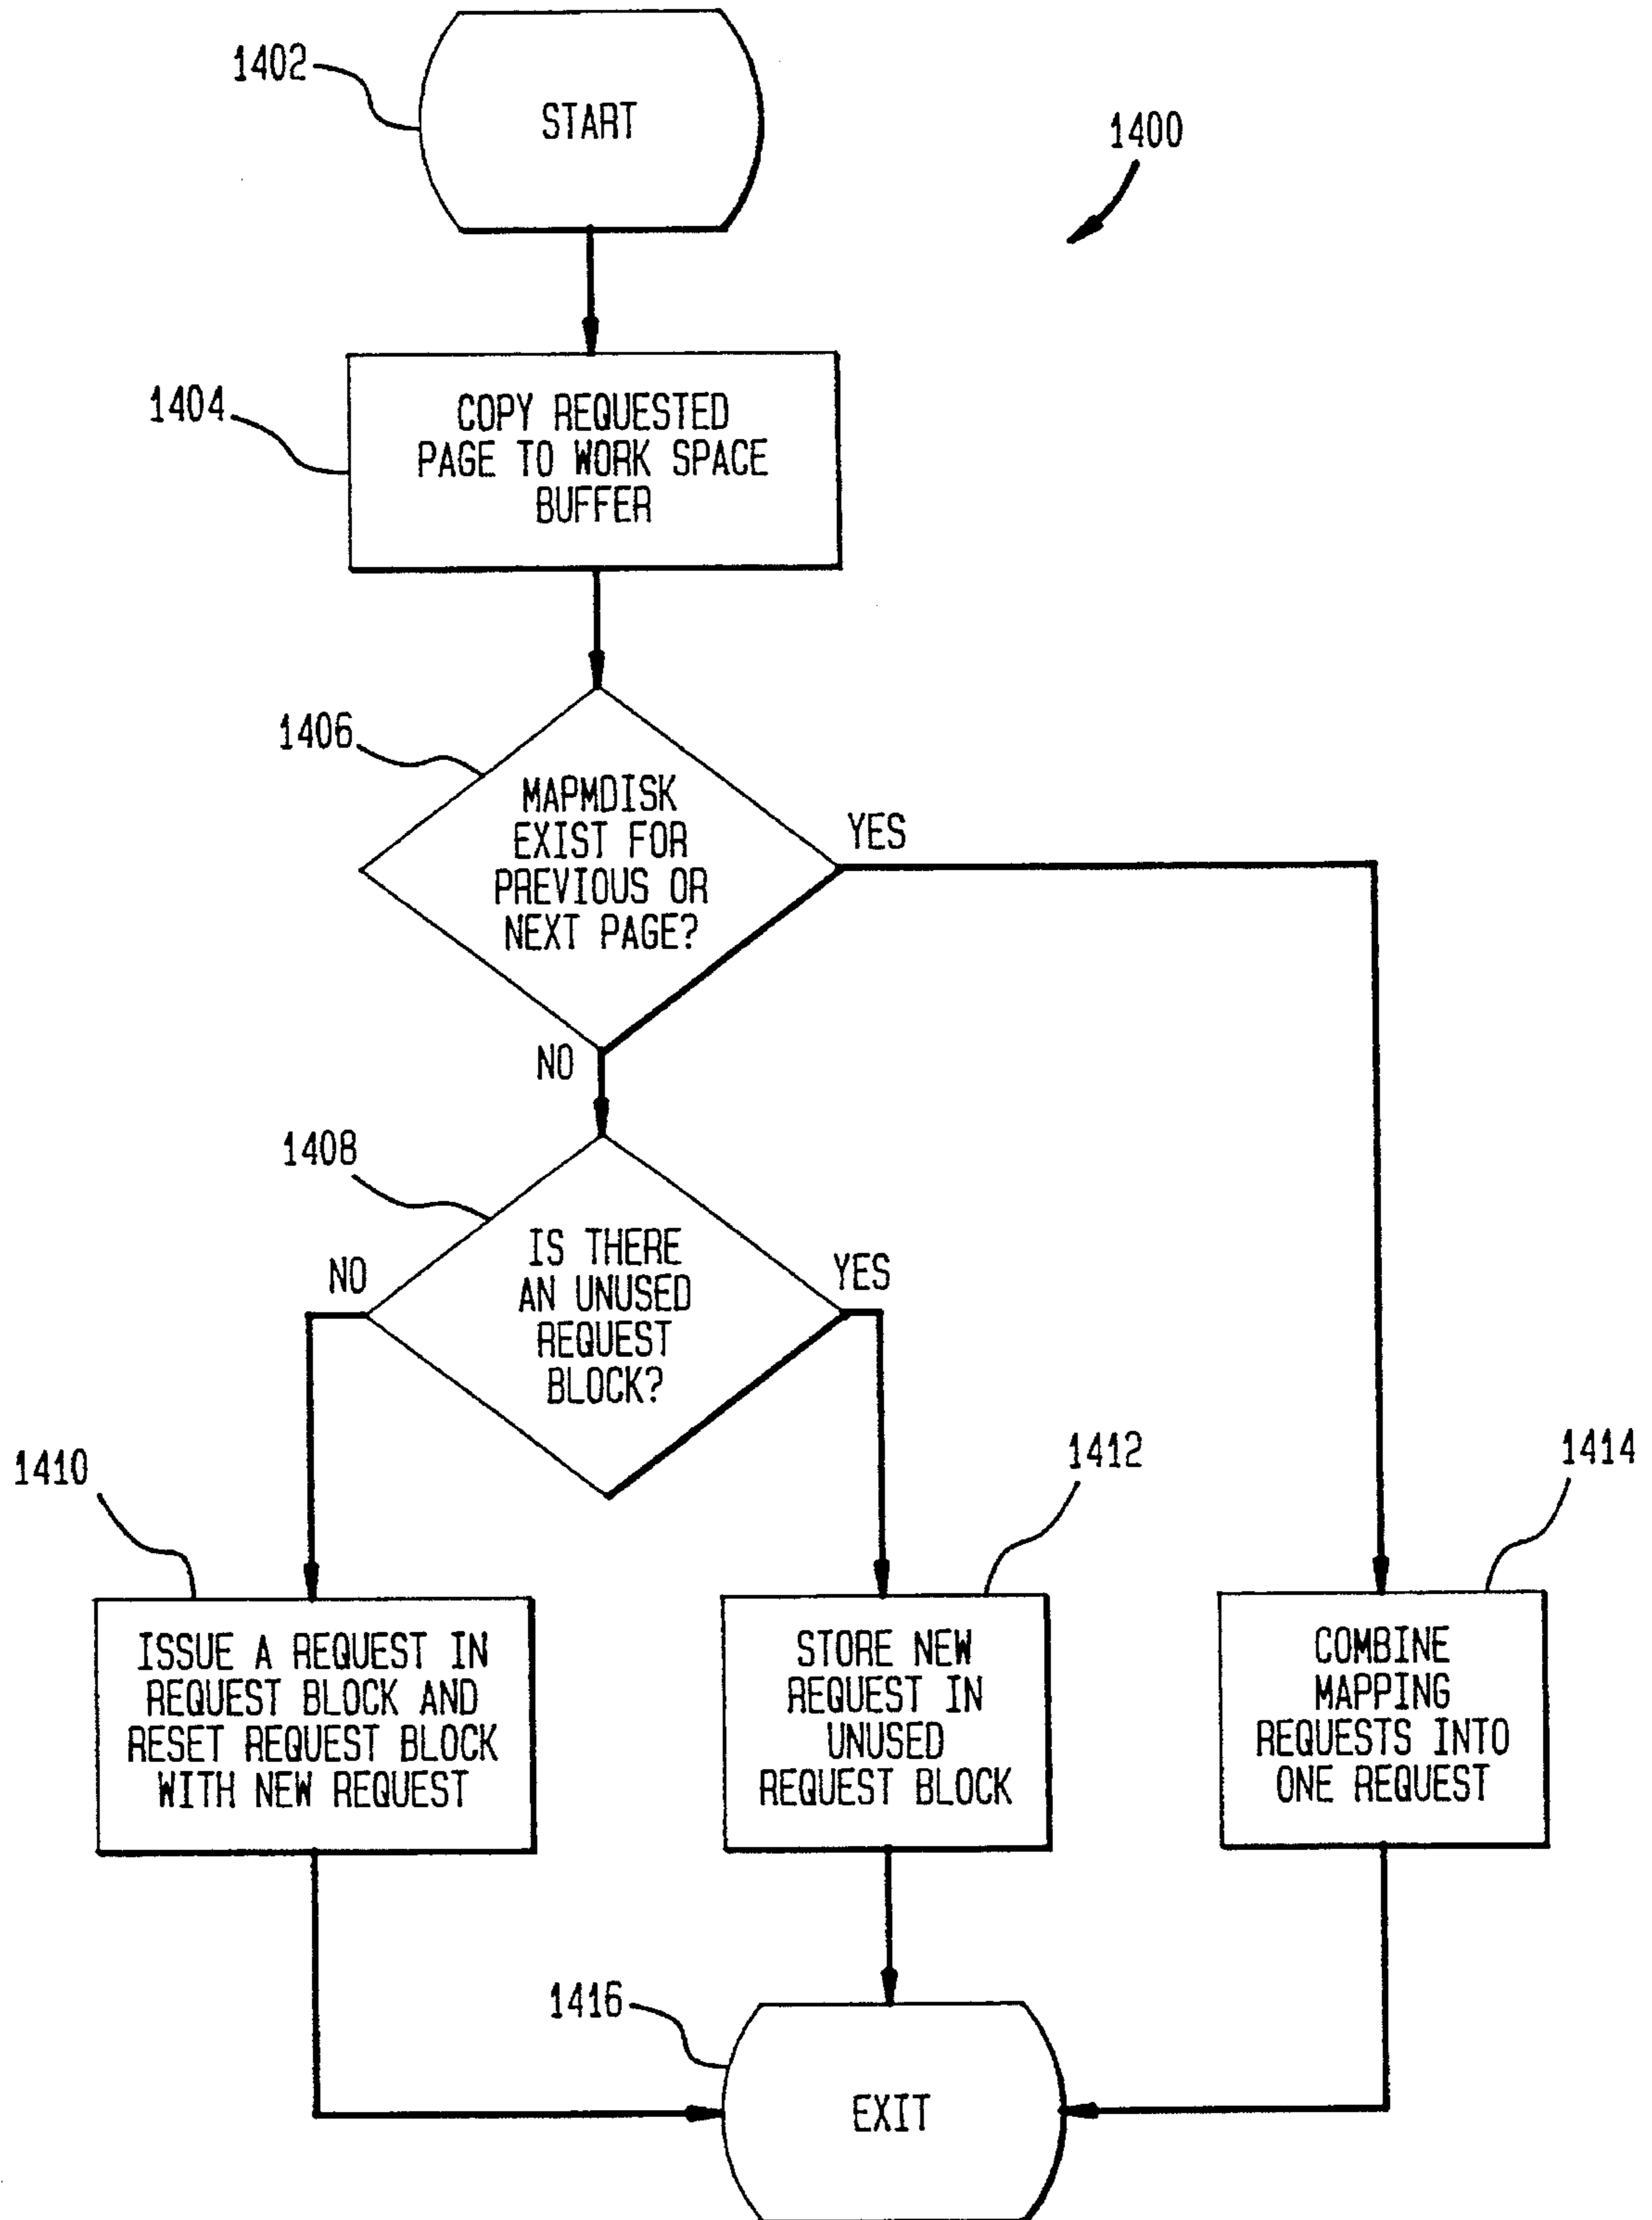 1402
START
1400
1404
COPY REQUESTED
PAGE TO WORK SPACE
BUFFER
1406
MAPMDISK
EXIST FOR
PREVIOUS OR
NEXT PAGE?
YES
NO
1408
IS THERE
AN UNUSED
REQUEST
BLOCK?
NO
YES
1410
ISSUE A REQUEST IN
REQUEST BLOCK AND
RESET REQUEST BLOCK
WITH NEW REQUEST
1412
STORE NEW
REQUEST IN
UNUSED
REQUEST BLOCK
1414
COMBINE
MAPPING
REQUESTS INTO
ONE REQUEST
1416
EXIT